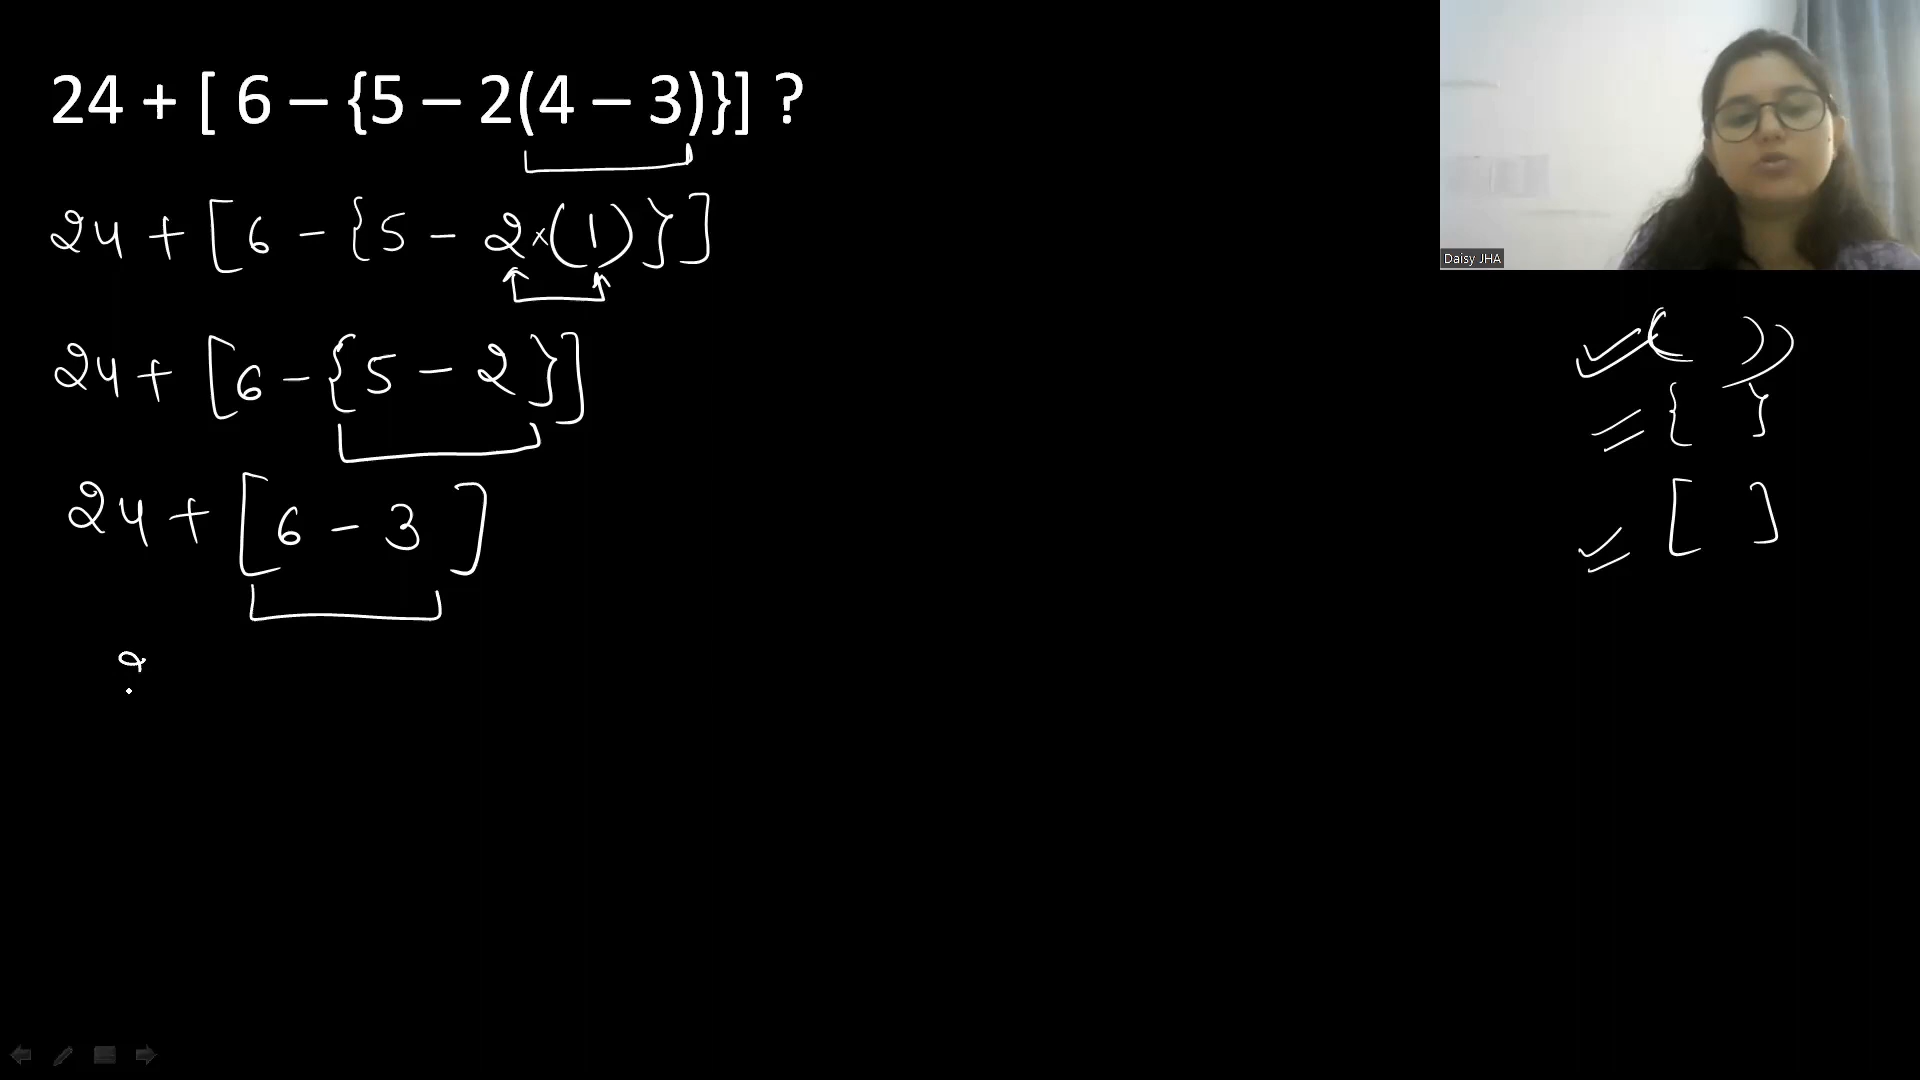 24 + [ 6 – {5 – 2(4 – 3)}] ?
24 + [6 - {5 - 2×(1)}]
24 + [6 - {5 - 2}]
24 + [6 - 3]
Daisy JHA
( ))
{ }
[ ]